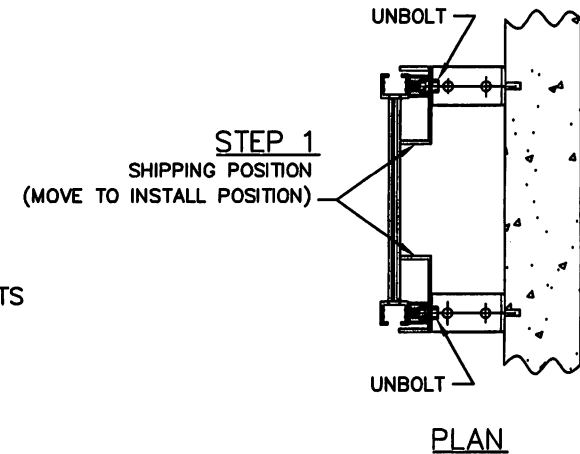 UNBOLT
STEP 1
SHIPPING POSITION
(MOVE TO INSTALL POSITION)
TS
UNBOLT
PLAN